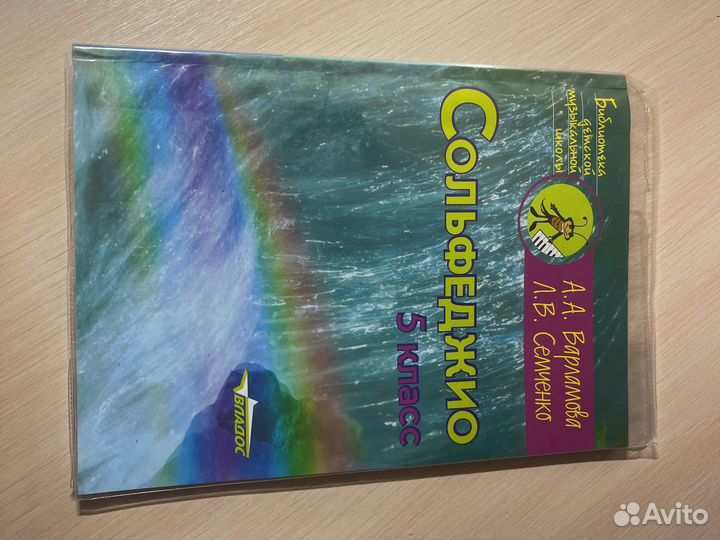 Библиотека
детской
музыкальной
школы
А.А. Варламова
Л.В. Семченко
Сольфеджио
5 класс
ВЛАДОС
Avito